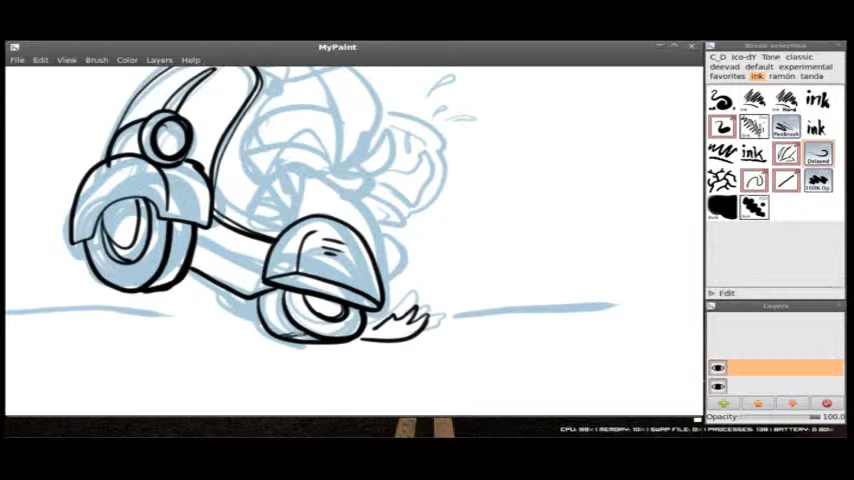 MyPaint
File Edit View Brush Color Layers Help
Brush selection
C_D Ico-dY Tone classic
deevad default experimental
favorites ink ramón tanda
ink
ink
ink
Delayed
Edit
Layers
Opacity: 100.0